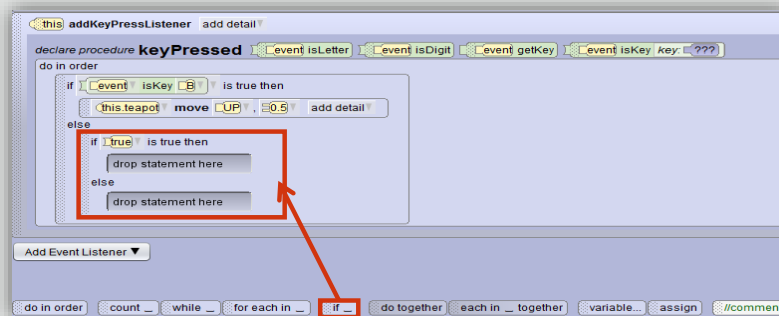 this addKeyPressListener add detail
declare procedure keyPressed event isLetter event isDigit event getKey event isKey key: ???
do in order
if event isKey B is true then
this.teapot move UP , 0.5 add detail
else
if true is true then
drop statement here
else
drop statement here
Add Event Listener
do in order count _ while _ for each in _ if _ do together each in _ together variable... assign //commen